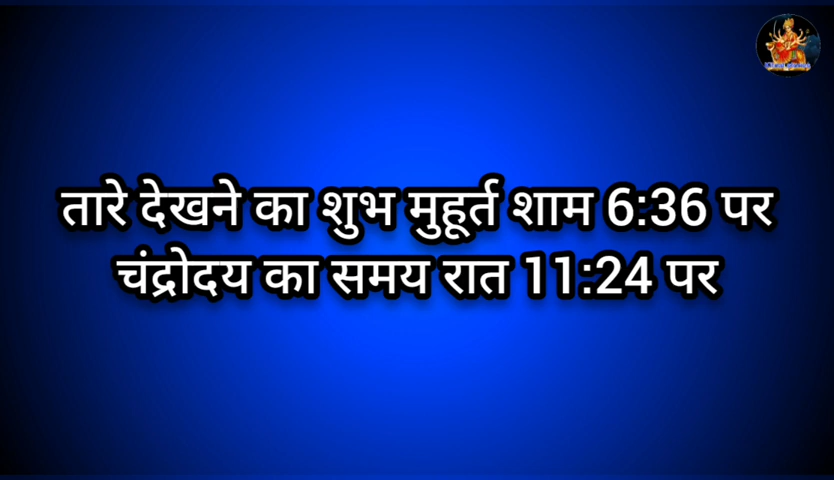 तारे देखने का शुभ मुहूर्त शाम 6:36 पर
चंद्रोदय का समय रात 11:24 पर